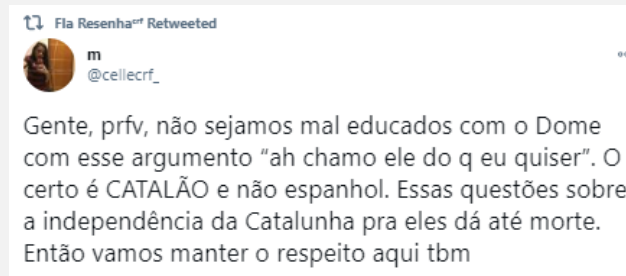 Fla Resenhaᶜʳᶠ Retweeted
m
@cellecrf_
Gente, prfv, não sejamos mal educados com o Dome
com esse argumento “ah chamo ele do q eu quiser”. O
certo é CATALÃO e não espanhol. Essas questões sobre
a independência da Catalunha pra eles dá até morte.
Então vamos manter o respeito aqui tbm